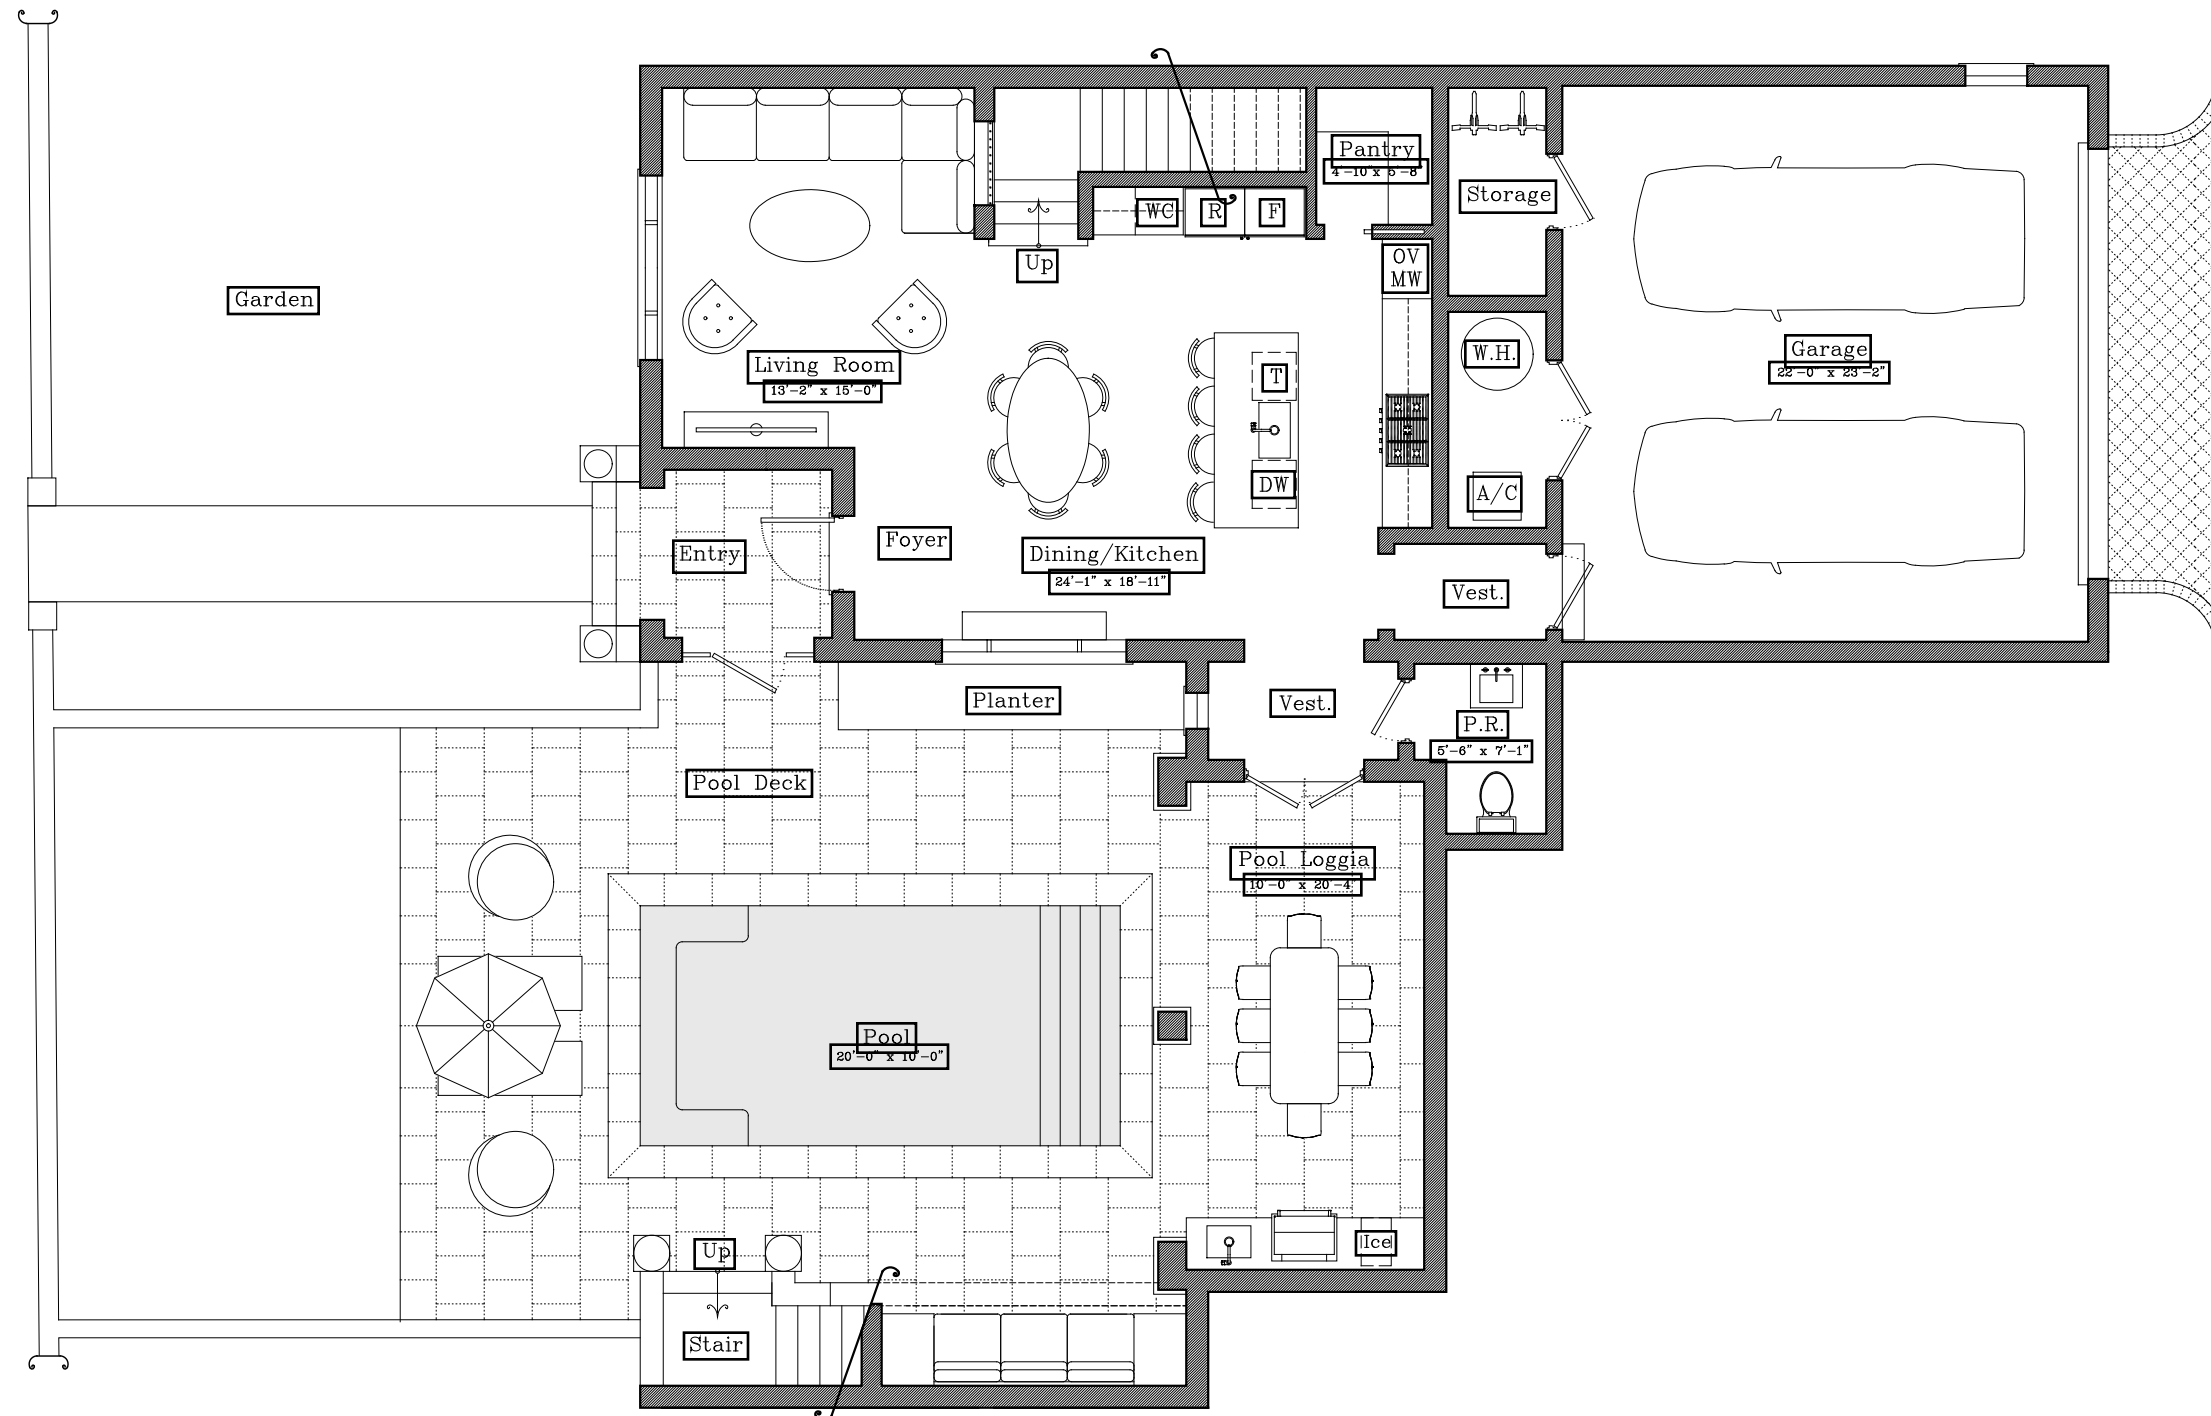 Pantry
4'-10"x 5'-8"
Storage
WC
R
F
Up
OV
MW
Garden
Living Room
13'-2" x 15'-0"
W.H.
Garage
22'-0" x 23'-2"
T
DW
A/C
Entry
Foyer
Dining/Kitchen
24'-1" x 18'-11"
Vest.
Planter
Vest.
P.R.
5'-6" x 7'-1"
Pool Deck
Pool Loggia
10'-0" x 20'-4"
Pool
20'-0" x 10'-0"
Up
Ice
Stair